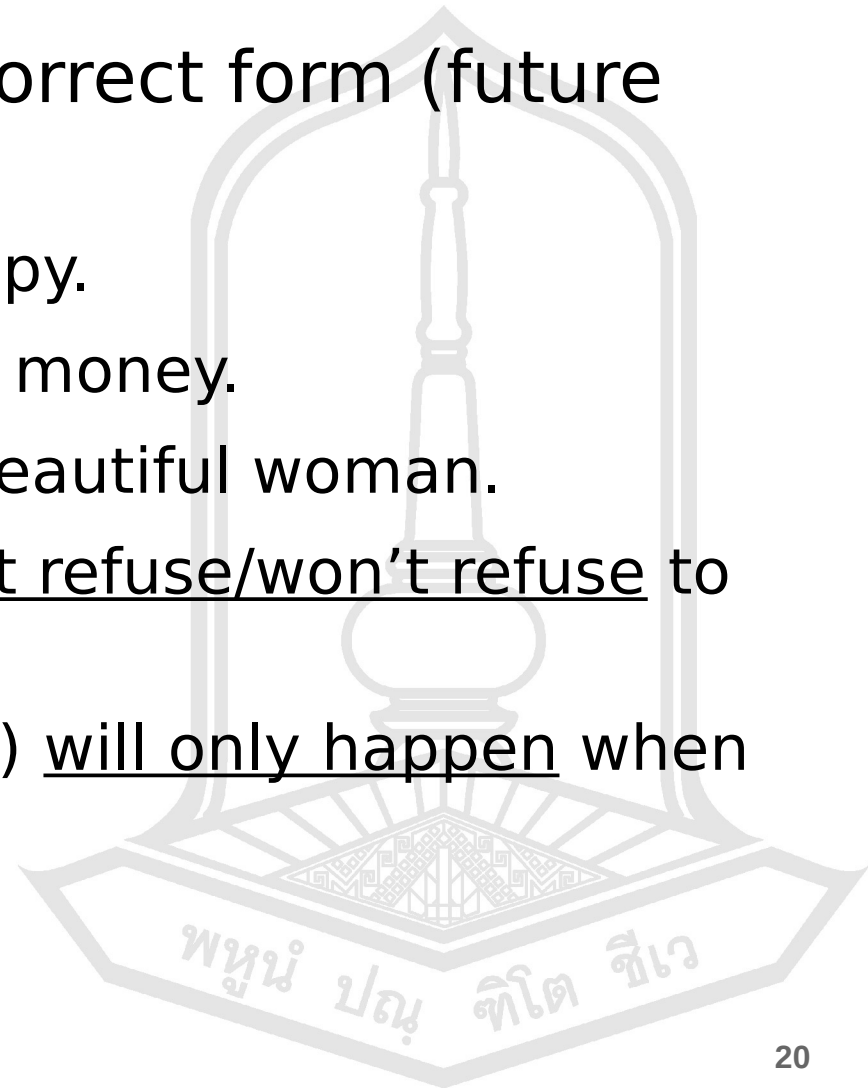 orrect form (future
py.
money.
eautiful woman.
t refuse/won’t refuse to
) will only happen when
พหูนํ ปณฺ ฑิโต ชีเว
20